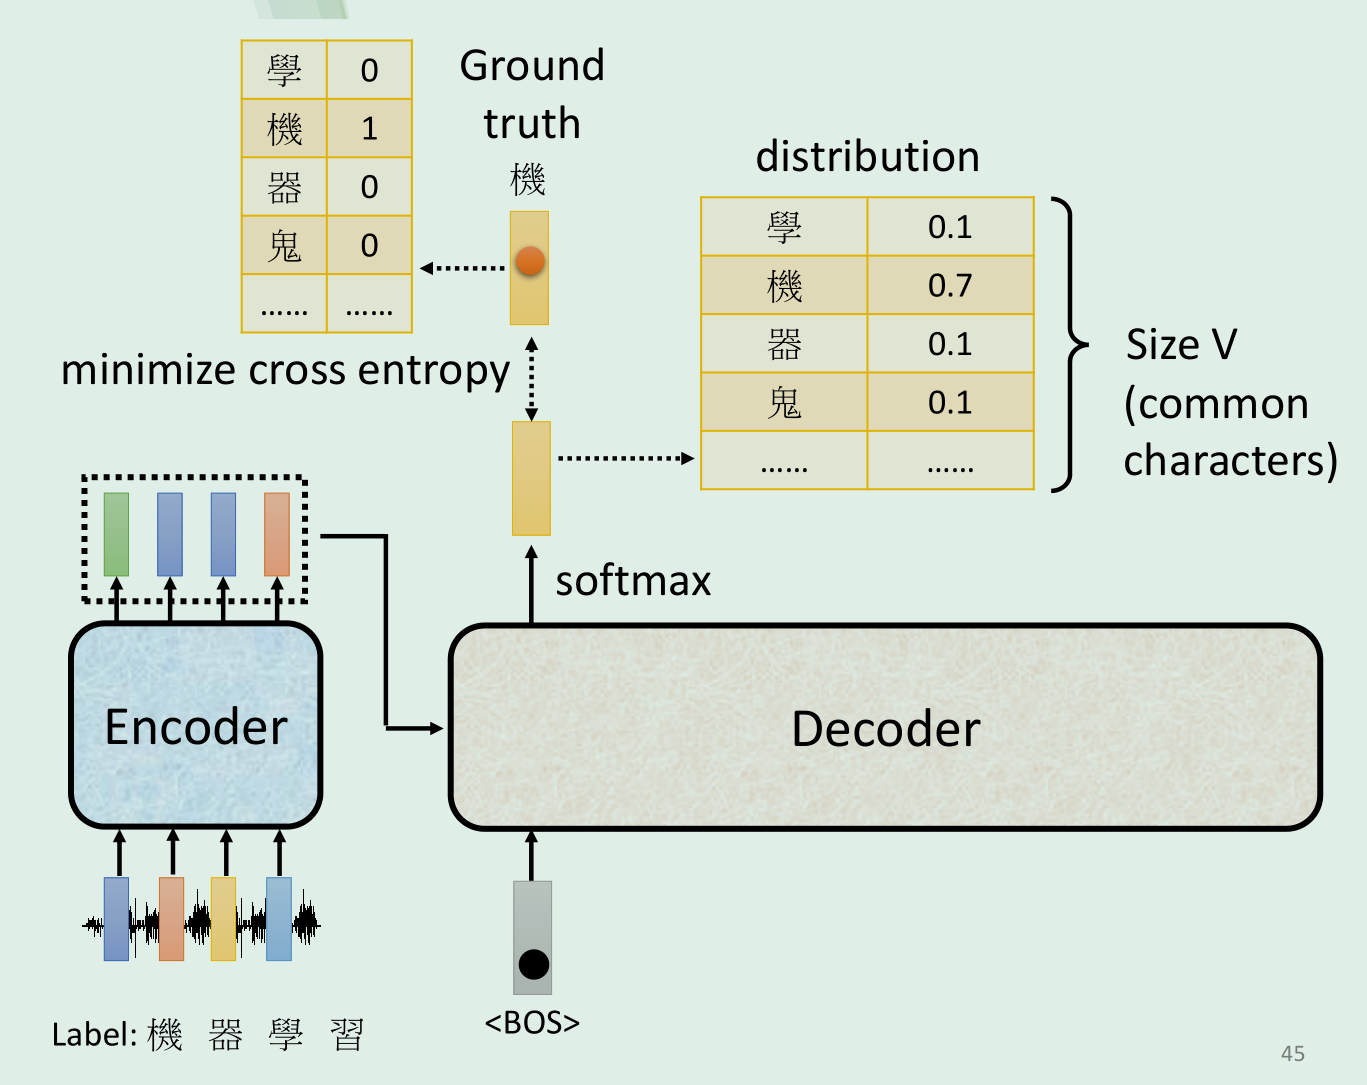 學 0
機 1
器 0
鬼 0
...... ......
Ground
truth
機
distribution
學 0.1
機 0.7
器 0.1
鬼 0.1
...... ......
Size V
(common
characters)
minimize cross entropy
softmax
Encoder
Decoder
<BOS>
Label: 機 器 學 習
45